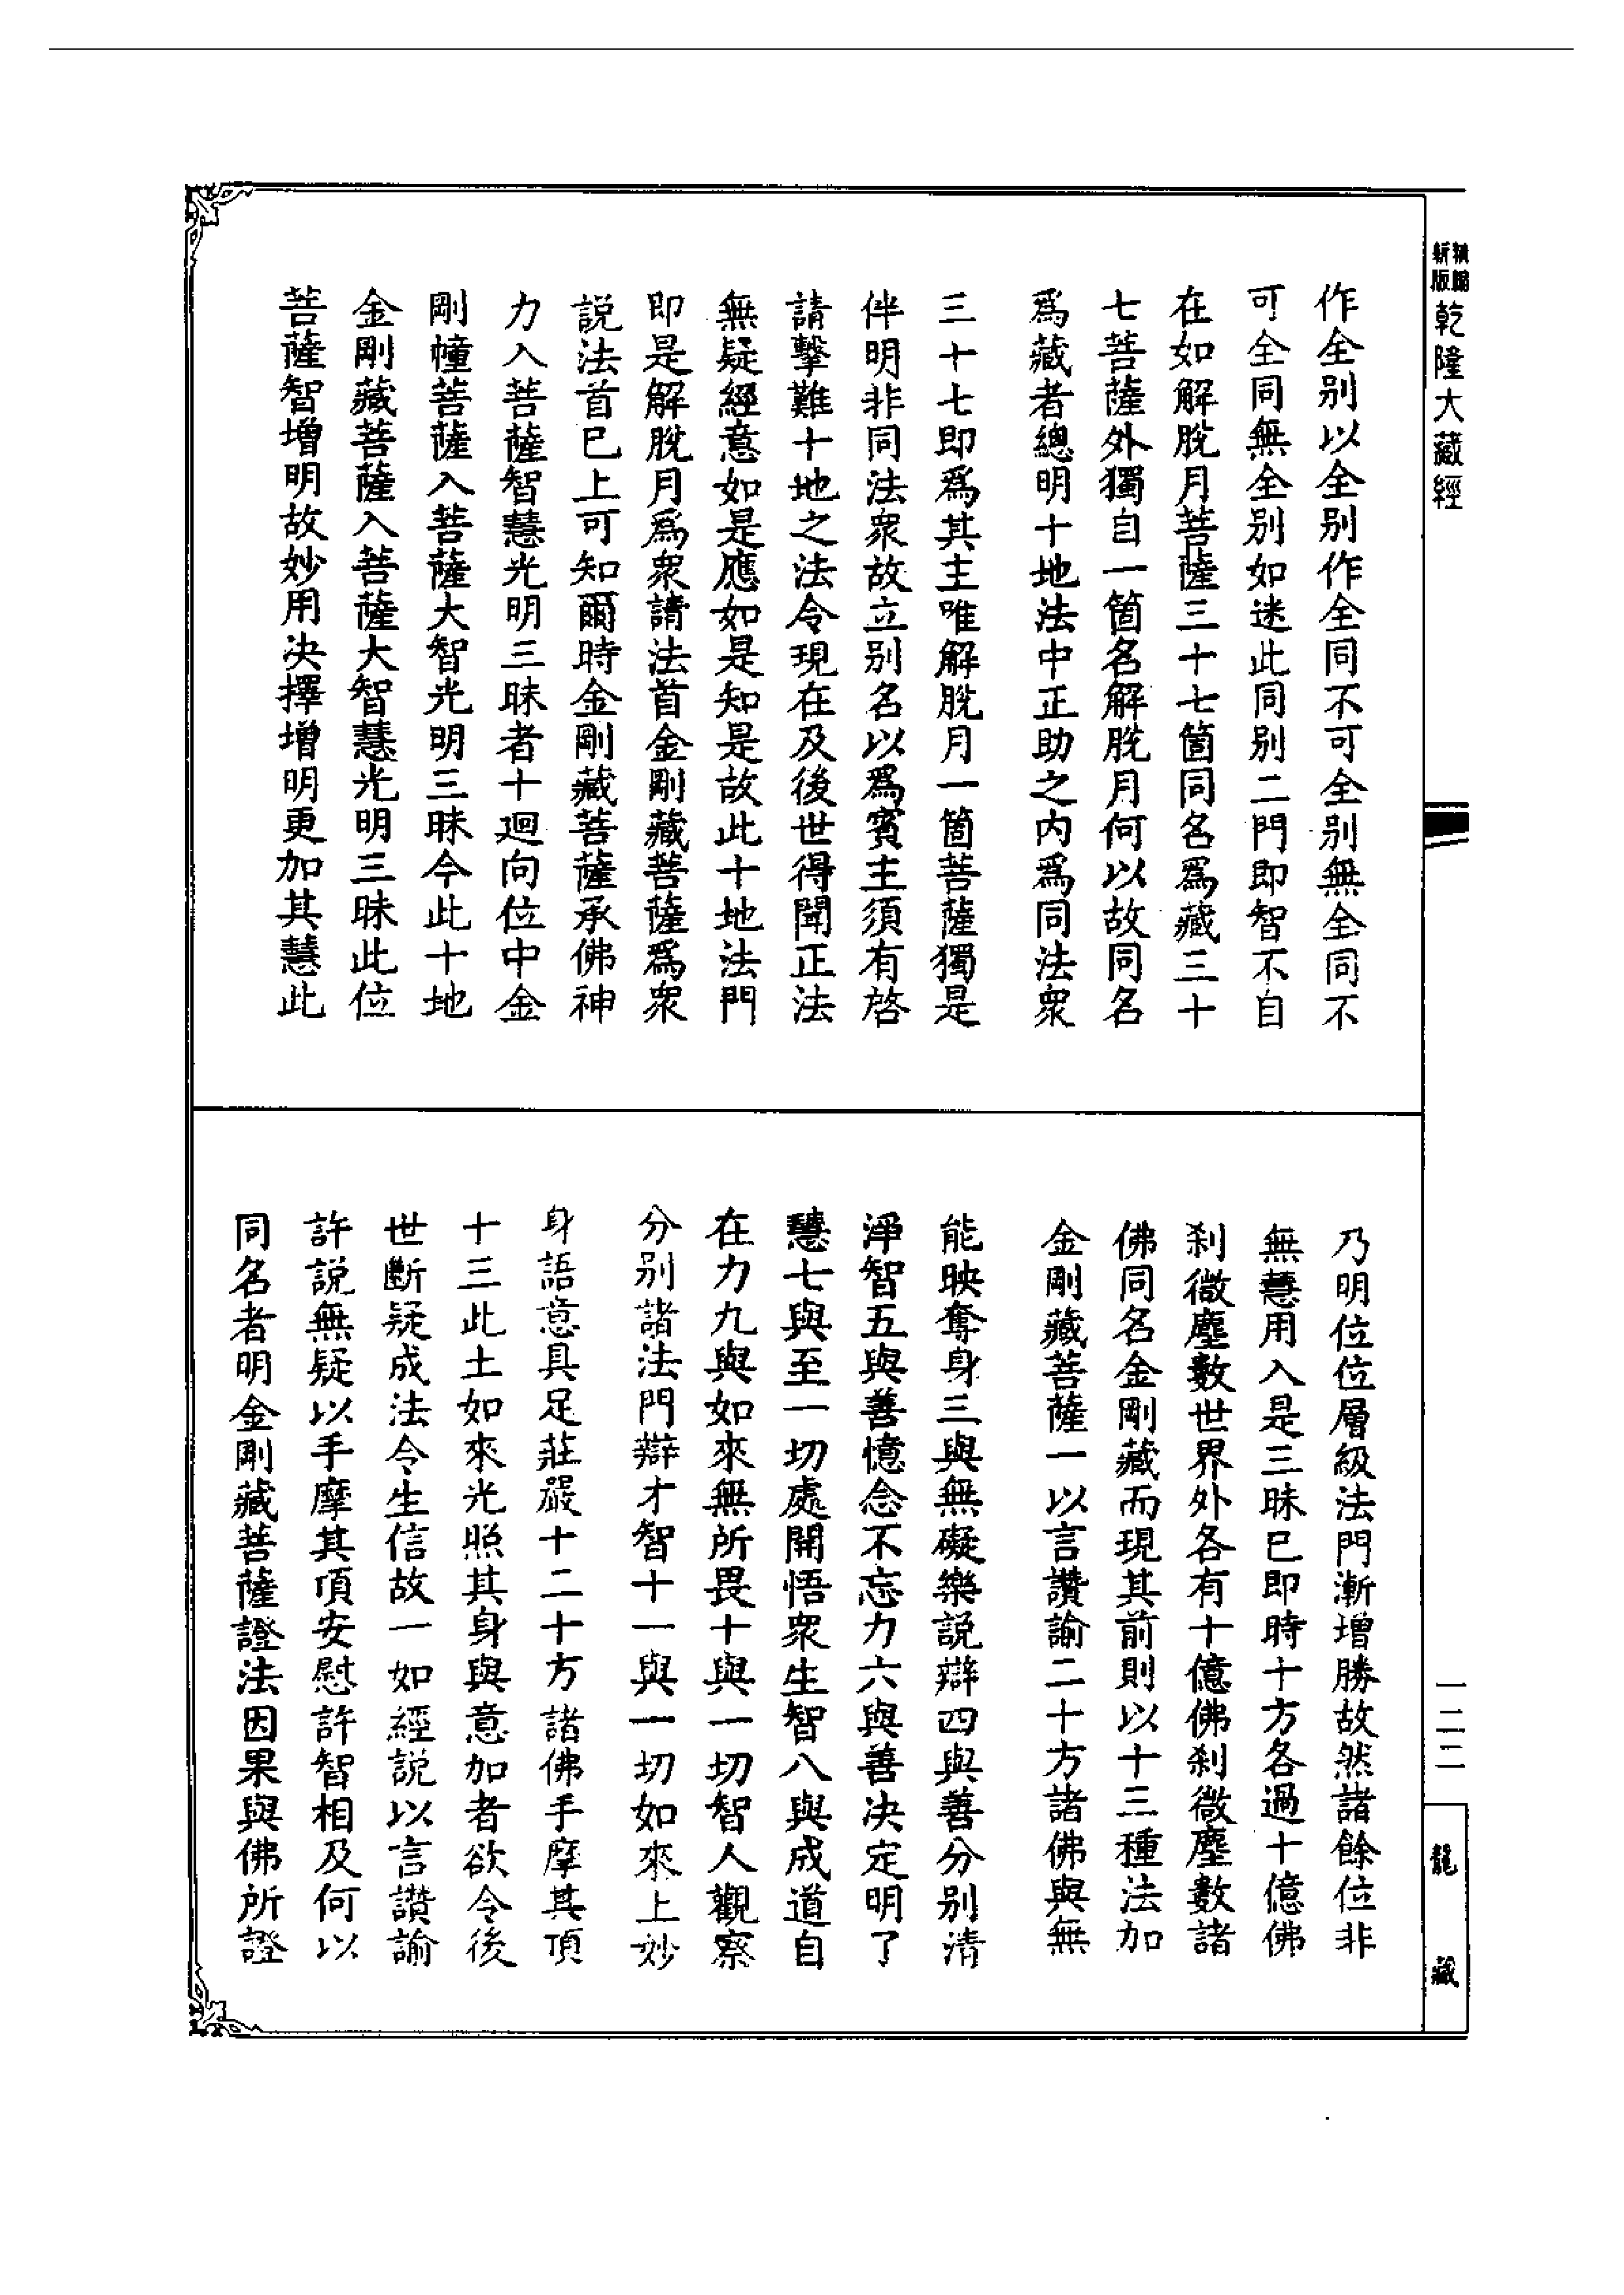 精縮新版乾隆大藏經
作全別以全別作全同不可全別無全同不
可全同無全別如迷此同別二門即智不自
在如解脫月菩薩三十七箇同名爲藏三十
七菩薩外獨自一箇名解脫月何以故同名
爲藏者總明十地法中正助之內爲同法衆
三十七即爲其主唯解脫月一箇菩薩獨是
伴明非同法衆故立別名以爲賓主須有啓
請擊難十地之法令現在及後世得聞正法
無疑經意如是應如是知是故此十地法門
即是解脫月爲衆請法首金剛藏菩薩爲衆
説法首已上可知爾時金剛藏菩薩承佛神
力入菩薩智慧光明三昧者十迴向位中金
剛幢菩薩入菩薩大智光明三昧今此十地
金剛藏菩薩入菩薩大智慧光明三昧此位
菩薩智增明故妙用決擇增明更加其慧此
乃明位位層級法門漸增勝故然諸餘位非
無慧用入是三昧已即時十方各過十億佛
刹微塵數世界外各有十億佛刹微塵數諸
佛同名金剛藏而現其前則以十三種法加
金剛藏菩薩一以言讚諭二十方諸佛與無
能映奪身三與無礙樂説辯四與善分別清
淨智五與善憶念不忘力六與善決定明了
慧七與至一切處開悟衆生智八與成道自
在力九與如來無所畏十與一切智人觀察
分別諸法門辯才智十一與一切如來上妙
身語意具足莊嚴十二十方諸佛手摩其頂
十三此土如來光照其身與意加者欲令後
世斷疑成法令生信故一如經説以言讚諭
許説無疑以手摩其頂安慰許智相及何以
同名者明金剛藏菩薩證法因果與佛所證
一二二
龍藏